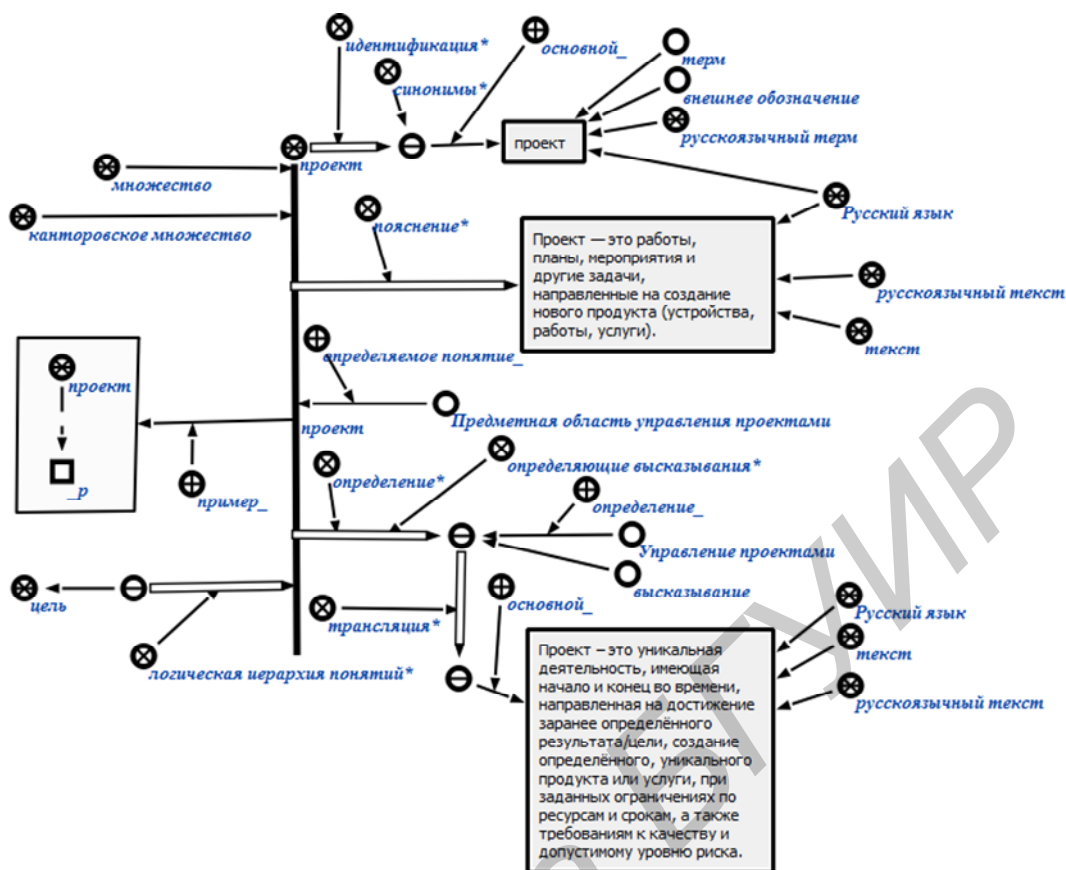 идентификация*
основной_
терм
синонимы*
внешнее обозначение
русскоязычный терм
проект
проект
множество
Русский язык
канторовское множество
пояснение*
Проект — это работы,
планы, мероприятия и
другие задачи,
направленные на создание
нового продукта (устройства,
работы, услуги).
русскоязычный текст
текст
определяемое понятие_
проект
_р
Предметная область управления проектами
проект
определение*
определяющие высказывания*
пример_
определение_
Управление проектами
высказывание
цель
основной_
трансляция*
логическая иерархия понятий*
Русский язык
текст
русскоязычный текст
Проект – это уникальная
деятельность, имеющая
начало и конец во времени,
направленная на достижение
заранее определённого
результата/цели, создание
определённого, уникального
продукта или услуги, при
заданных ограничениях по
ресурсам и срокам, а также
требованиям к качеству и
допустимому уровню риска.
БГУИР